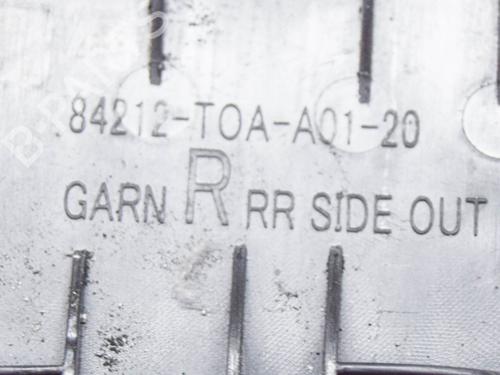 84212-TOA-A01-20
GARN R RR SIDE OUT